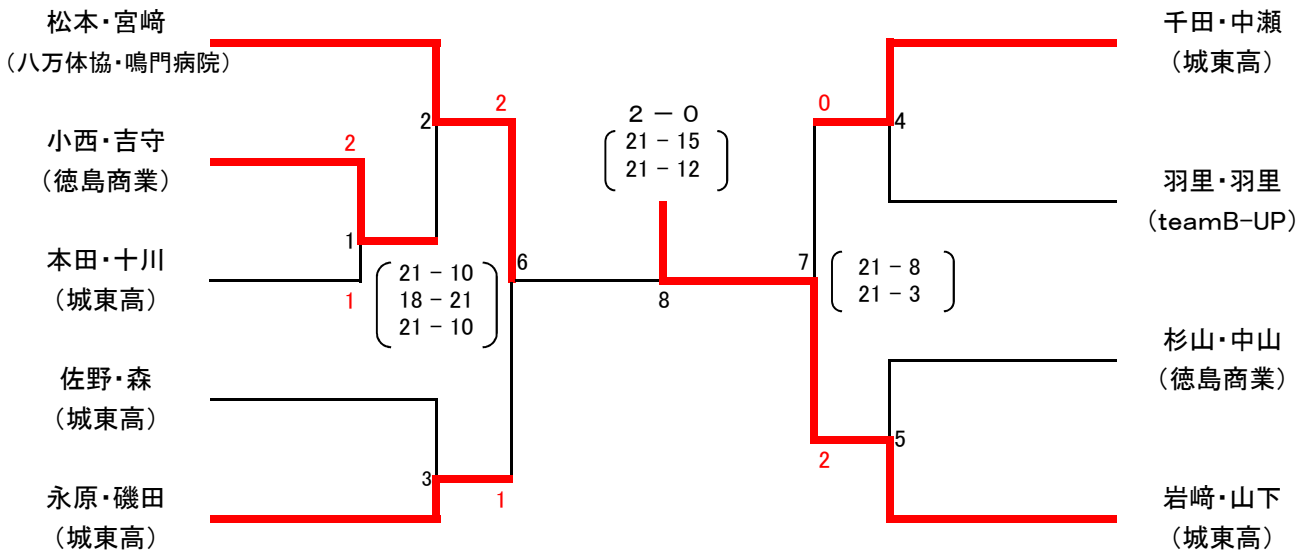 松本・宮﨑
（八万体協・鳴門病院）
小西・吉守
（徳島商業）
本田・十川
（城東高）
佐野・森
（城東高）
永原・磯田
（城東高）
2
2
2
1
1
21 － 10
18 － 21
21 － 10
6
3
1
2 － 0
21 － 15
21 － 12
8
0
4
7
21 － 8
21 － 3
5
2
千田・中瀬
（城東高）
羽里・羽里
（teamB-UP）
杉山・中山
（徳島商業）
岩﨑・山下
（城東高）